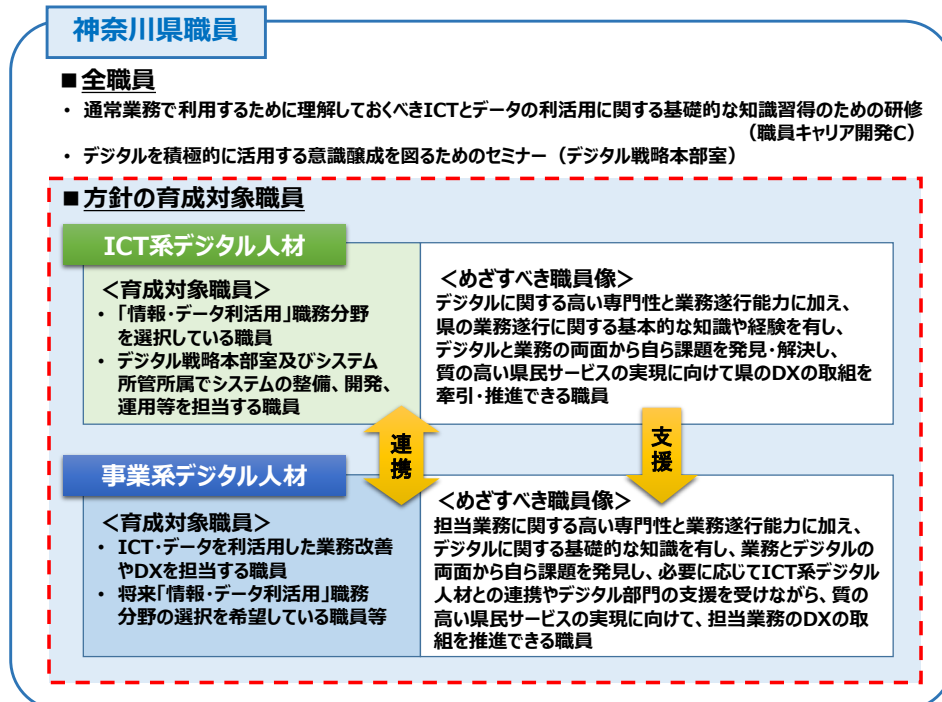 神奈川県職員
■全職員
・ 通常業務で利用するために理解しておくべきICTとデータの利活用に関する基礎的な知識習得のための研修
（職員キャリア開発C）
・ デジタルを積極的に活用する意識醸成を図るためのセミナー（デジタル戦略本部室）
■方針の育成対象職員
ICT系デジタル人材
＜育成対象職員＞
・ 「情報・データ利活用」職務分野
を選択している職員
・ デジタル戦略本部室及びシステム
所管所属でシステムの整備、開発、
運用等を担当する職員
＜めざすべき職員像＞
デジタルに関する高い専門性と業務遂行能力に加え、
県の業務遂行に関する基本的な知識や経験を有し、
デジタルと業務の両面から自ら課題を発見・解決し、
質の高い県民サービスの実現に向けて県のDXの取組を
牽引・推進できる職員
連携
支援
事業系デジタル人材
＜育成対象職員＞
・ ICT・データを利活用した業務改善
やDXを担当する職員
・ 将来「情報・データ利活用」職務
分野の選択を希望している職員等
＜めざすべき職員像＞
担当業務に関する高い専門性と業務遂行能力に加え、
デジタルに関する基礎的な知識を有し、業務とデジタルの
両面から自ら課題を発見し、必要に応じてICT系デジタル
人材との連携やデジタル部門の支援を受けながら、質の
高い県民サービスの実現に向けて、担当業務のDXの取
組を推進できる職員